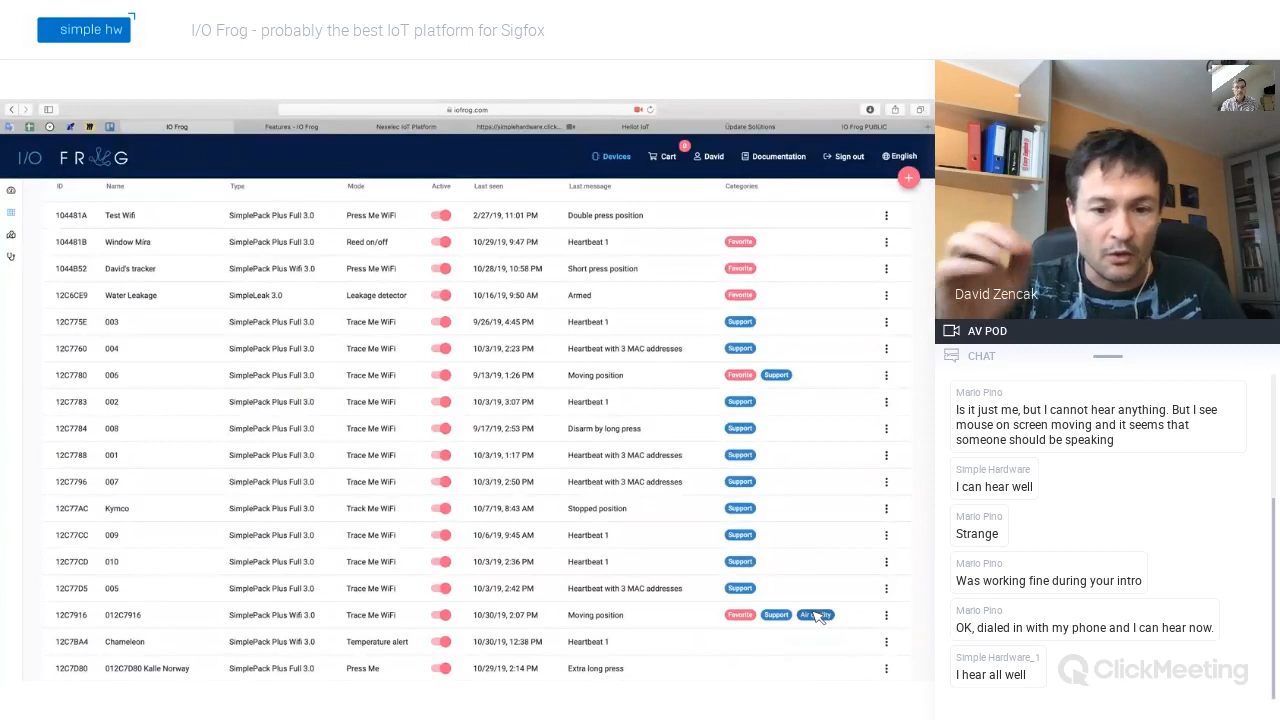 simple hw
I/O Frog - probably the best IoT platform for Sigfox
iofrog.com
IO Frog
Features - IO Frog
Nexelec IoT Platform
https://simplehardware.click...
Hello! IoT
Update Solutions
IO Frog PUBLIC
I/O FROG
Devices
Cart
0
David
Documentation
Sign out
English
+
ID Name Type Mode Active Last seen Last message Categories
104481A Test Wifi SimplePack Plus Full 3.0 Press Me WiFi 2/27/19, 11:01 PM Double press position
104481B Window Mira SimplePack Plus Full 3.0 Reed on/off 10/29/19, 9:47 PM Heartbeat 1 Favorite
1044B52 David's tracker SimplePack Plus Wifi 3.0 Press Me WiFi 10/28/19, 10:58 PM Short press position Favorite
12C6CE9 Water Leakage SimpleLeak 3.0 Leakage detector 10/16/19, 9:50 AM Armed Favorite
12C775E 003 SimplePack Plus Full 3.0 Trace Me WiFi 9/26/19, 4:45 PM Heartbeat 1 Support
12C7760 004 SimplePack Plus Full 3.0 Trace Me WiFi 10/3/19, 2:23 PM Heartbeat with 3 MAC addresses Support
12C7780 006 SimplePack Plus Full 3.0 Trace Me WiFi 9/13/19, 1:26 PM Moving position Favorite Support
12C7783 002 SimplePack Plus Full 3.0 Trace Me WiFi 10/3/19, 3:07 PM Heartbeat 1 Support
12C7784 008 SimplePack Plus Full 3.0 Trace Me WiFi 9/17/19, 2:53 PM Disarm by long press Support
12C7788 001 SimplePack Plus Full 3.0 Trace Me WiFi 10/3/19, 1:17 PM Heartbeat with 3 MAC addresses Support
12C7796 007 SimplePack Plus Full 3.0 Trace Me WiFi 10/3/19, 2:50 PM Heartbeat with 3 MAC addresses Support
12C77AC Kymco SimplePack Plus Full 3.0 Track Me WiFi 10/7/19, 8:43 AM Stopped position Support
12C77CC 009 SimplePack Plus Full 3.0 Trace Me WiFi 10/6/19, 9:45 AM Heartbeat 1 Support
12C77CD 010 SimplePack Plus Full 3.0 Trace Me WiFi 10/3/19, 2:36 PM Heartbeat 1 Support
12C77D5 005 SimplePack Plus Full 3.0 Trace Me WiFi 10/3/19, 2:42 PM Heartbeat with 3 MAC addresses Support
12C7916 012C7916 SimplePack Plus Wifi 3.0 Trace Me WiFi 10/30/19, 2:07 PM Moving position Favorite Support Air
12C7BA4 Chameleon SimplePack Plus Wifi 3.0 Temperature alert 10/30/19, 12:38 PM Heartbeat 1
12C7D80 012C7D80 Kalle Norway SimplePack Plus Wifi 3.0 Press Me 10/29/19, 2:14 PM Extra long press
David Zencak
AV POD
CHAT
Mario Pino
Is it just me, but I cannot hear anything. But I see
mouse on screen moving and it seems that
someone should be speaking
Simple Hardware
I can hear well
Mario Pino
Strange
Mario Pino
Was working fine during your intro
Mario Pino
OK, dialed in with my phone and I can hear now.
Simple Hardware_1
I hear all well
ClickMeeting